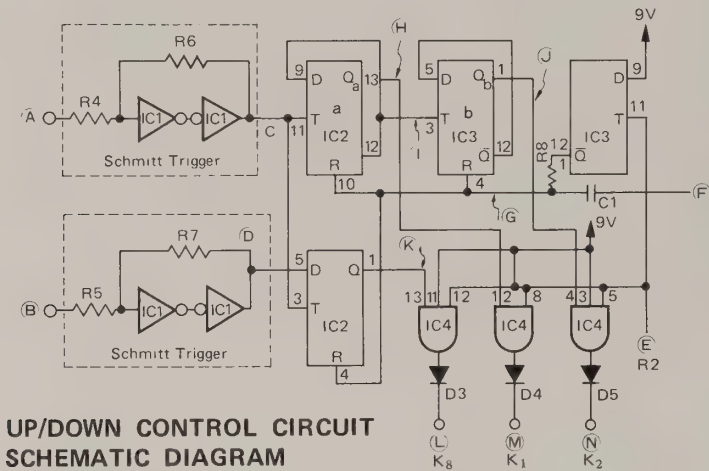 9V
H
R6
9 D Qa 13
5 D Qb 1
J
D 9
A R4 IC1 IC1
a
b
T 11
C 11 T IC2
3 T IC3
IC3
R8 12 Q̅
1
Schmitt Trigger
12
I
Q̅ 12
R
10
R
4
C1 F
G
R7 D
K
9V
5 D Q 1
B R5 IC1 IC1
3 T IC2
13 11 12 1 2 8 4 3 5
IC4 IC4 IC4
E
R2
Schmitt Trigger
R
4
D3 D4 D5
UP/DOWN CONTROL CIRCUIT
L M N
SCHEMATIC DIAGRAM
K8 K1 K2